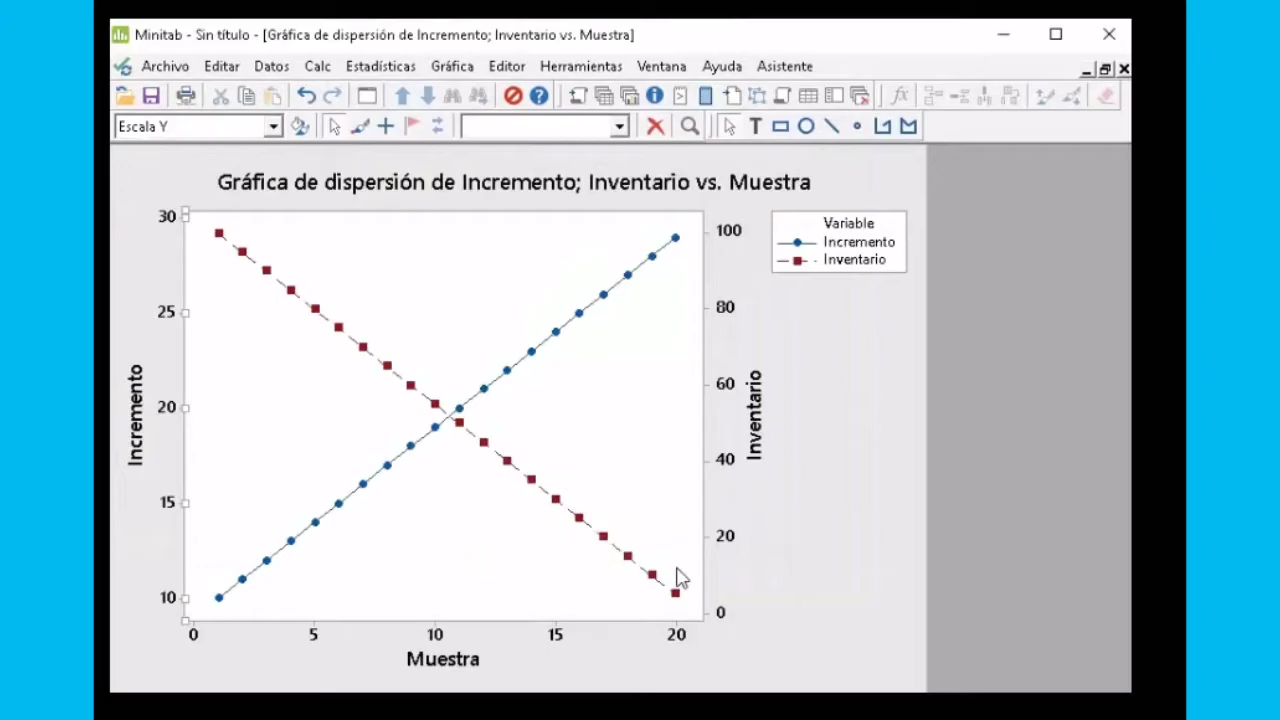 Minitab - Sin título - [Gráfica de dispersión de Incremento; Inventario vs. Muestra]
Archivo Editar Datos Calc Estadísticas Gráfica Editor Herramientas Ventana Ayuda Asistente
Escala Y
Gráfica de dispersión de Incremento; Inventario vs. Muestra
30
25
20
15
10
Incremento
100
80
60
40
20
0
Inventario
0 5 10 15 20
Muestra
Variable
Incremento
Inventario